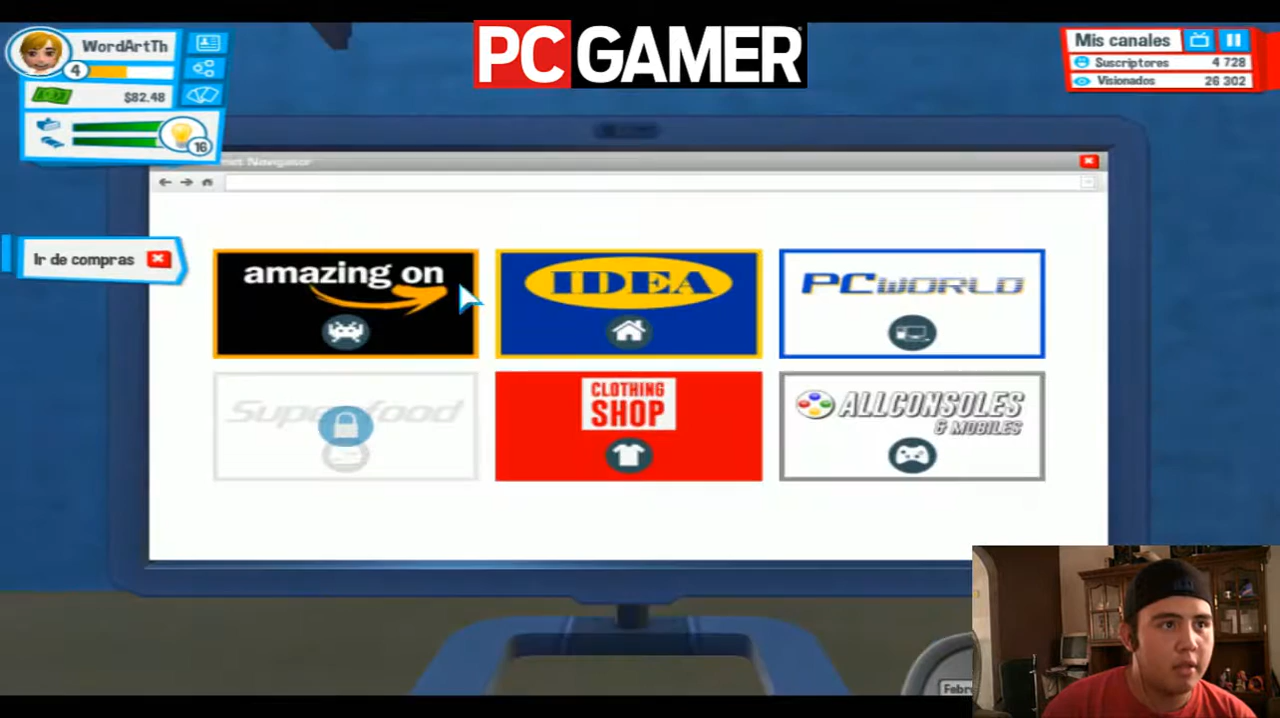 PC GAMER
WordArtTh
4
$82.48
16
Mis canales
Suscriptores 4 728
Visionados 26 302
Navigator
Ir de compras
amazing on
IDEA
PCWORLD
CLOTHING
SHOP
ALLCONSOLES
& MOBILES